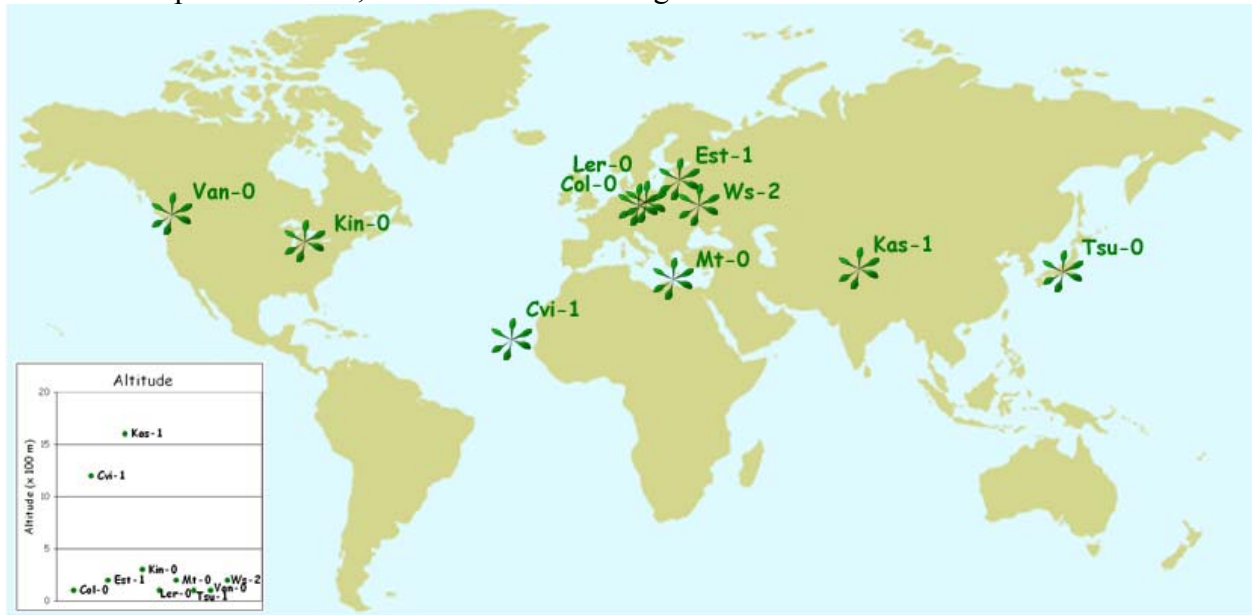 Van-0
Kin-0
Ler-0
Col-0
Est-1
Ws-2
Mt-0
Cvi-1
Kas-1
Tsu-0
Altitude
Altitude (x 100 m)
20
15
10
5
0
Kas-1
Cvi-1
Col-0
Est-1
Kin-0
Ler-0
Mt-0
Tsu-1
Van-0
Ws-2